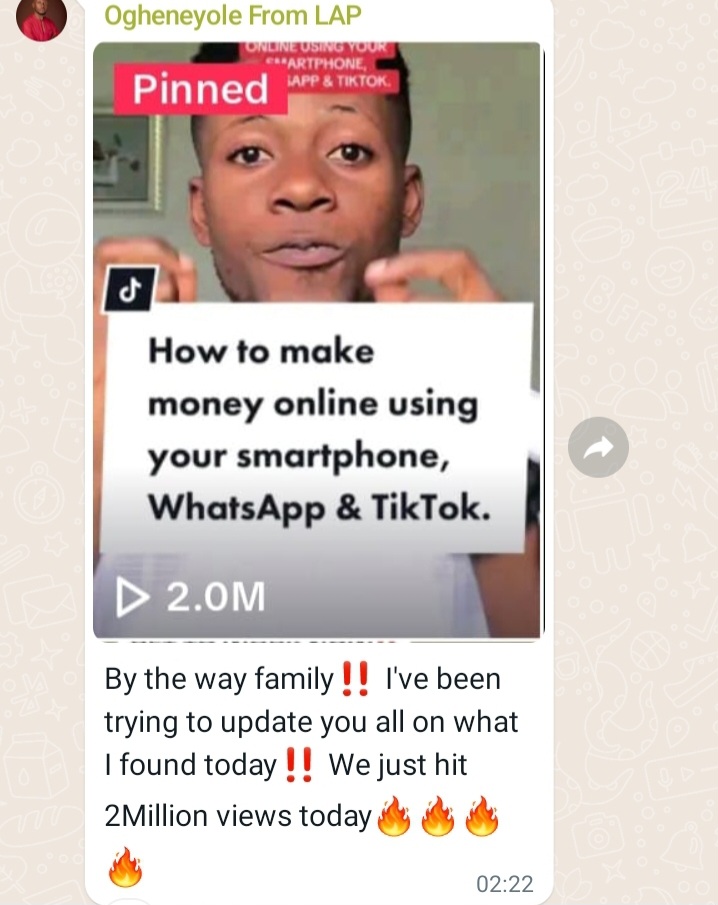 Ogheneyole From LAP
ONLINE USING YOUR
ARTPHONE,
Pinned
APP & TIKTOK.
How to make
money online using
your smartphone,
WhatsApp & TikTok.
2.0M
By the way family‼️ I've been
trying to update you all on what
I found today‼️ We just hit
2Million views today🔥🔥🔥
🔥
02:22